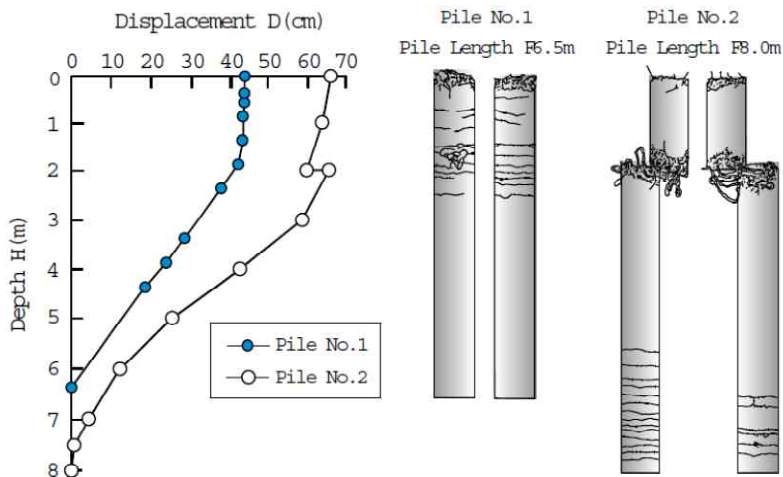 Displacement D(cm)
0 10 20 30 40 50 60 70
0
1
2
3
4
5
6
7
8
Depth H(m)
Pile No.1
Pile No.2
Pile No.1
Pile Length F6.5m
Pile No.2
Pile Length F8.0m